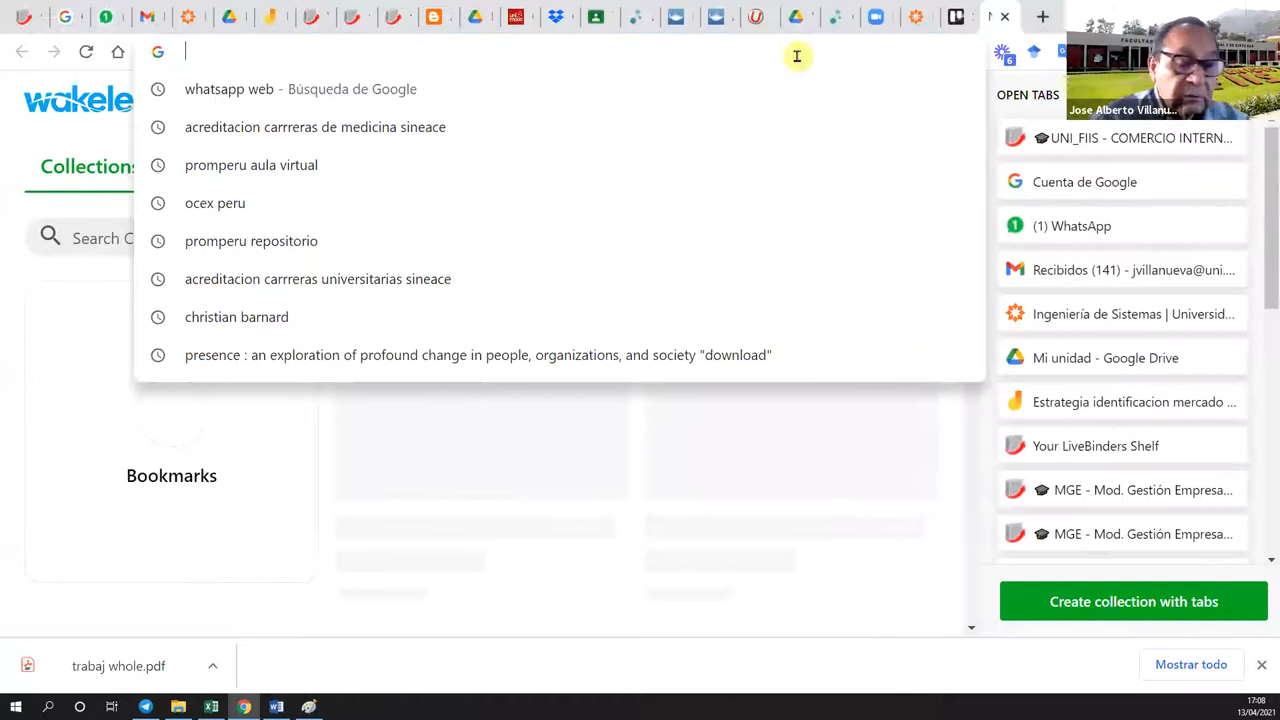 whatsapp web - Búsqueda de Google
acreditacion carrreras de medicina sineace
promperu aula virtual
ocex peru
promperu repositorio
acreditacion carrreras universitarias sineace
christian barnard
presence : an exploration of profound change in people, organizations, and society "download"
wakele
Collections
Search C
Bookmarks
6
FACULTAD
Jose Alberto Villanu...
OPEN TABS
UNI_FIIS - COMERCIO INTERN...
Cuenta de Google
(1) WhatsApp
Recibidos (141) - jvillanueva@uni....
Ingeniería de Sistemas | Universid...
Mi unidad - Google Drive
Estrategia identificacion mercado ...
Your LiveBinders Shelf
MGE - Mod. Gestión Empresa...
MGE - Mod. Gestión Empresa...
Create collection with tabs
trabaj whole.pdf
Mostrar todo
17:08
13/04/2021